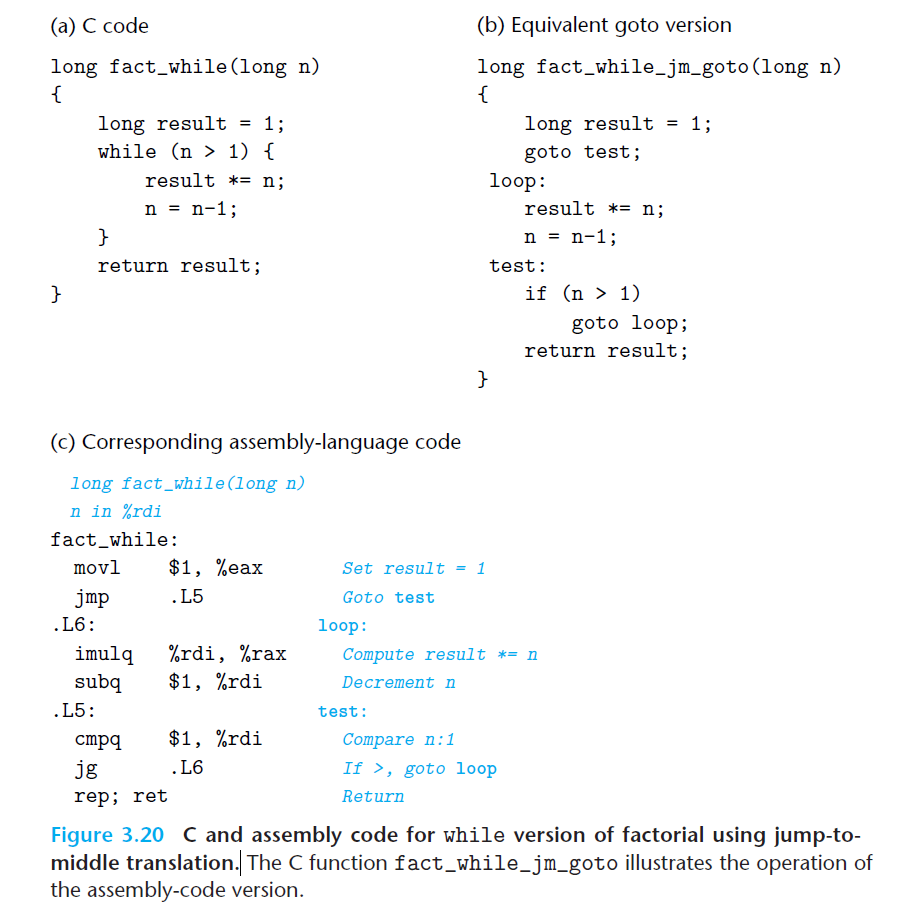 (a) C code
long fact_while(long n)
{
    long result = 1;
    while (n > 1) {
        result *= n;
        n = n-1;
    }
    return result;
}
(b) Equivalent goto version
long fact_while_jm_goto(long n)
{
    long result = 1;
    goto test;
 loop:
    result *= n;
    n = n-1;
 test:
    if (n > 1)
        goto loop;
    return result;
}
(c) Corresponding assembly-language code
long fact_while(long n)
n in %rdi
fact_while:
  movl    $1, %eax    Set result = 1
  jmp     .L5    Goto test
.L6:    loop:
  imulq   %rdi, %rax    Compute result *= n
  subq    $1, %rdi    Decrement n
.L5:    test:
  cmpq    $1, %rdi    Compare n:1
  jg      .L6    If >, goto loop
  rep; ret    Return
Figure 3.20 C and assembly code for while version of factorial using jump-to-
middle translation. The C function fact_while_jm_goto illustrates the operation of
the assembly-code version.